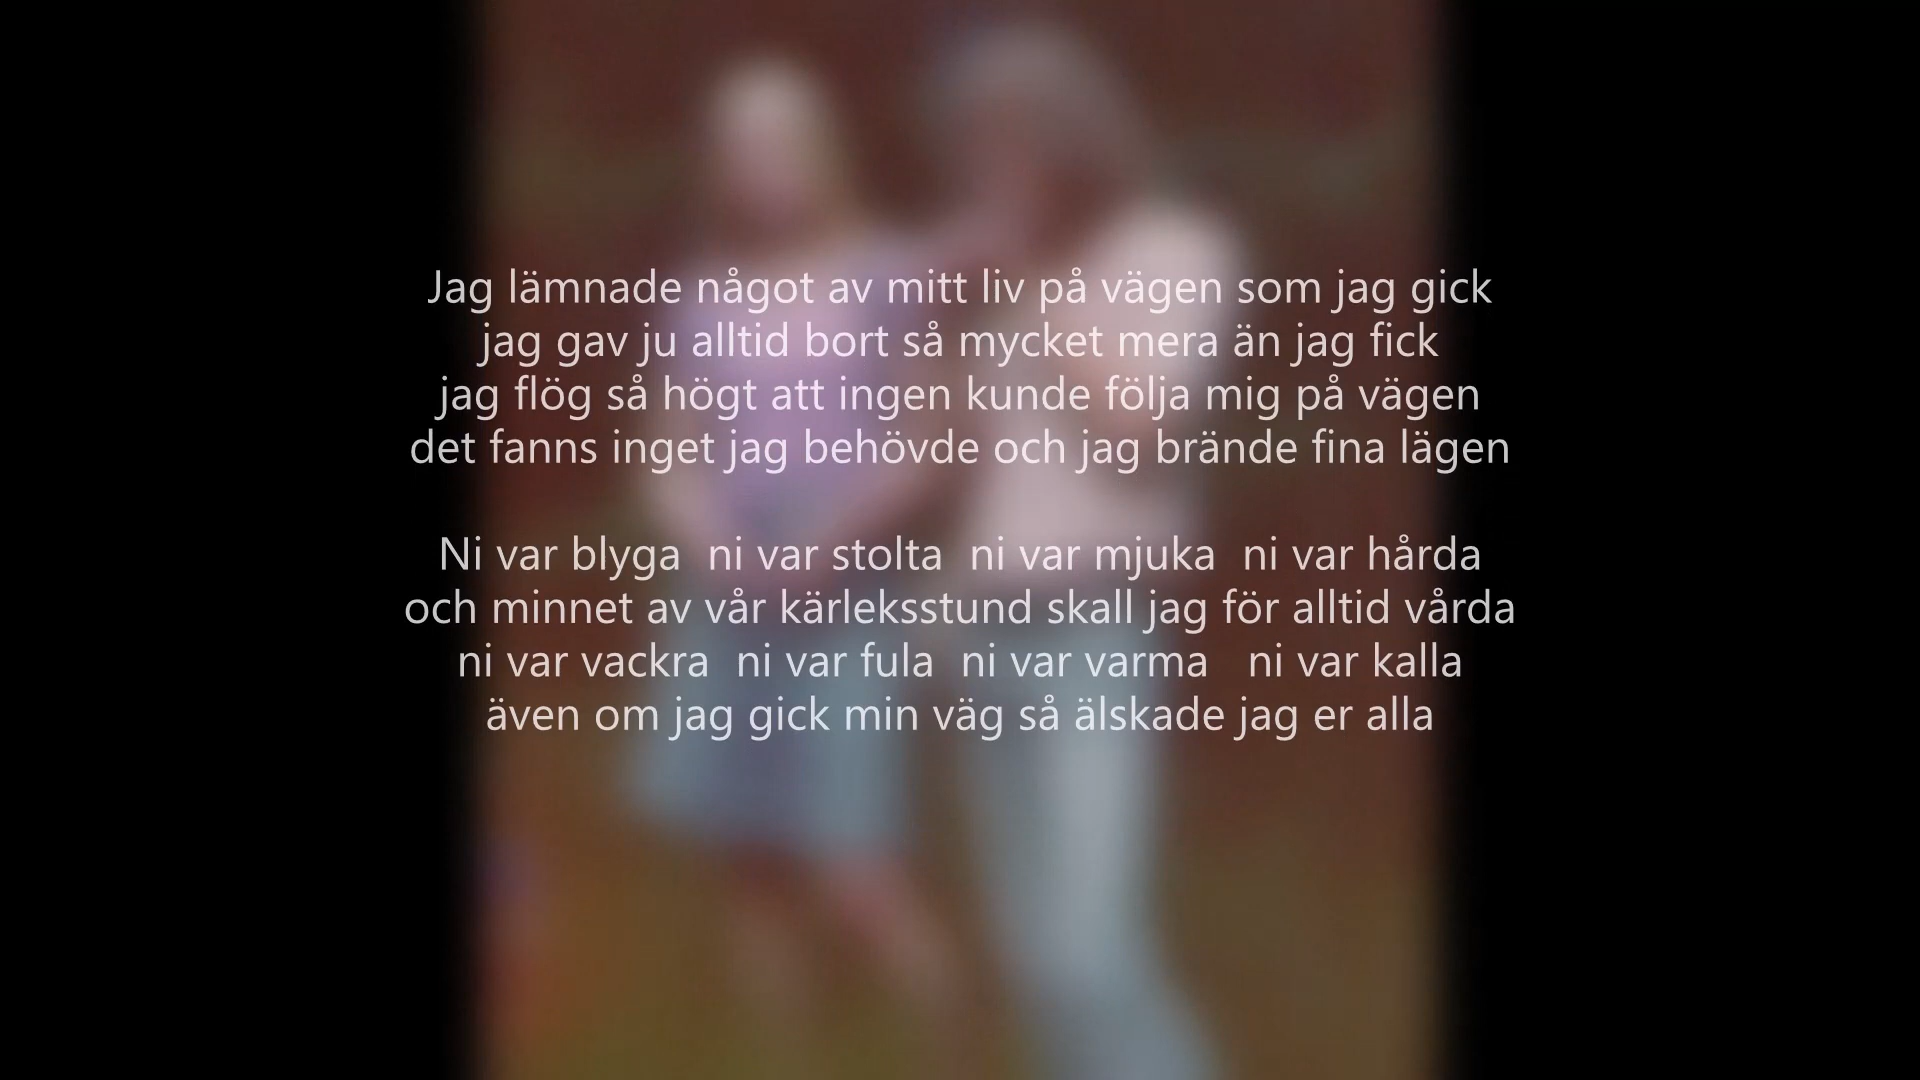 Jag lämnade något av mitt liv på vägen som jag gick
jag gav ju alltid bort så mycket mera än jag fick
jag flög så högt att ingen kunde följa mig på vägen
det fanns inget jag behövde och jag brände fina lägen

Ni var blyga  ni var stolta  ni var mjuka  ni var hårda
och minnet av vår kärleksstund skall jag för alltid vårda
ni var vackra  ni var fula  ni var varma   ni var kalla
även om jag gick min väg så älskade jag er alla